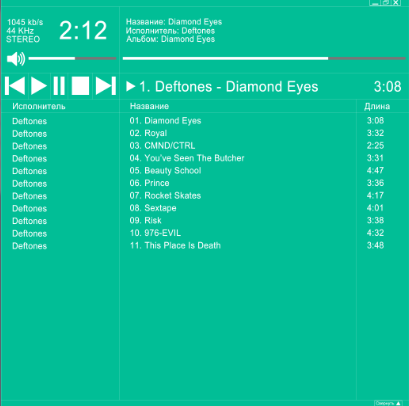 1045 kb/s
44 KHz
STEREO
2:12
Название: Diamond Eyes
Исполнитель: Deftones
Альбом: Diamond Eyes
1. Deftones - Diamond Eyes 3:08
Исполнитель Название Длина
Deftones 01. Diamond Eyes 3:08
Deftones 02. Royal 3:32
Deftones 03. CMND/CTRL 2:25
Deftones 04. You've Seen The Butcher 3:31
Deftones 05. Beauty School 4:47
Deftones 06. Prince 3:36
Deftones 07. Rocket Skates 4:17
Deftones 08. Sextape 4:01
Deftones 09. Risk 3:38
Deftones 10. 976-EVIL 4:32
Deftones 11. This Place Is Death 3:48